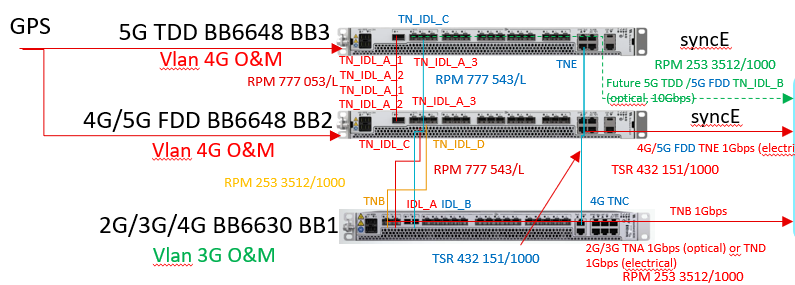 GPS
5G TDD BB6648 BB3
Vlan 4G O&M
TN_IDL_C
syncE
TN_IDL_A_1
TN_IDL_A_3
TNE
RPM 253 3512/1000
RPM 777 053/L
RPM 777 543/L
TN_IDL_A_2
TN_IDL_A_1
TN_IDL_A_2
TN_IDL_A_3
Future 5G TDD /5G FDD TN_IDL_B
(optical, 10Gbps)
4G/5G FDD BB6648 BB2
Vlan 4G O&M
syncE
TN_IDL_C
TN_IDL_D
4G/5G FDD TNE 1Gbps (electri
RPM 777 543/L
TSR 432 151/1000
RPM 253 3512/1000
TNB
IDL_A IDL_B
4G TNC
TNB 1Gbps
2G/3G/4G BB6630 BB1
Vlan 3G O&M
TSR 432 151/1000
2G/3G TNA 1Gbps (optical) or TND
1Gbps (electrical)
RPM 253 3512/1000